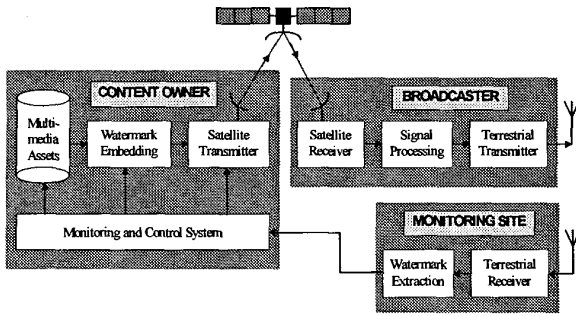 CONTENT OWNER
Multi-
media
Assets
Watermark
Embedding
Satellite
Transmitter
Monitoring and Control System
BROADCASTER
Satellite
Receiver
Signal
Processing
Terrestrial
Transmitter
MONITORING SITE
Watermark
Extraction
Terrestrial
Receiver